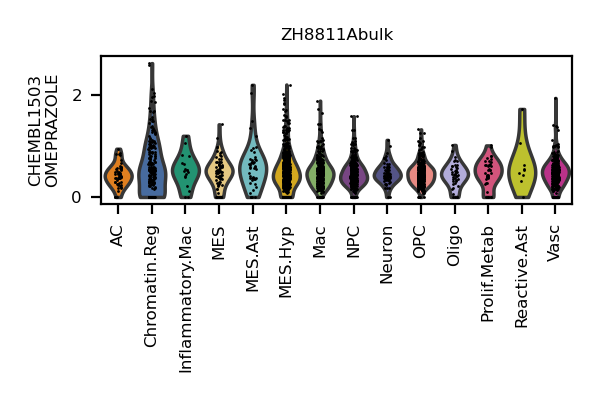 ZH8811Abulk
CHEMBL1503
OMEPRAZOLE
2
0
AC
Chromatin.Reg
Inflammatory.Mac
MES
MES.Ast
MES.Hyp
Mac
NPC
Neuron
OPC
Oligo
Prolif.Metab
Reactive.Ast
Vasc